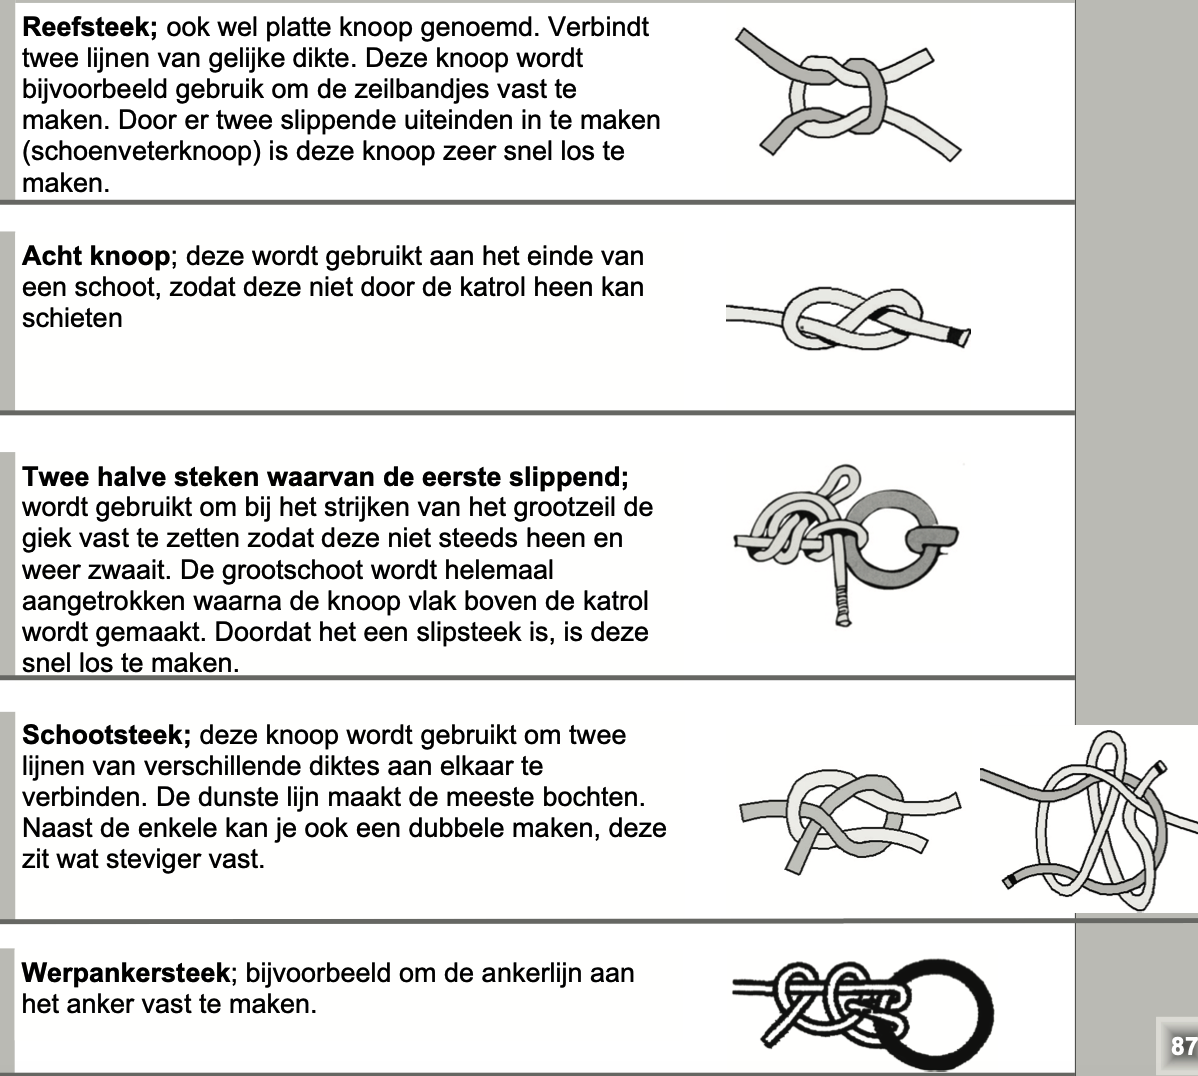 Reefsteek; ook wel platte knoop genoemd. Verbindt
twee lijnen van gelijke dikte. Deze knoop wordt
bijvoorbeeld gebruik om de zeilbandjes vast te
maken. Door er twee slippende uiteinden in te maken
(schoenveterknoop) is deze knoop zeer snel los te
maken.
Acht knoop; deze wordt gebruikt aan het einde van
een schoot, zodat deze niet door de katrol heen kan
schieten
Twee halve steken waarvan de eerste slippend;
wordt gebruikt om bij het strijken van het grootzeil de
giek vast te zetten zodat deze niet steeds heen en
weer zwaait. De grootschoot wordt helemaal
aangetrokken waarna de knoop vlak boven de katrol
wordt gemaakt. Doordat het een slipsteek is, is deze
snel los te maken.
Schootsteek; deze knoop wordt gebruikt om twee
lijnen van verschillende diktes aan elkaar te
verbinden. De dunste lijn maakt de meeste bochten.
Naast de enkele kan je ook een dubbele maken, deze
zit wat steviger vast.
Werpankersteek; bijvoorbeeld om de ankerlijn aan
het anker vast te maken.
87